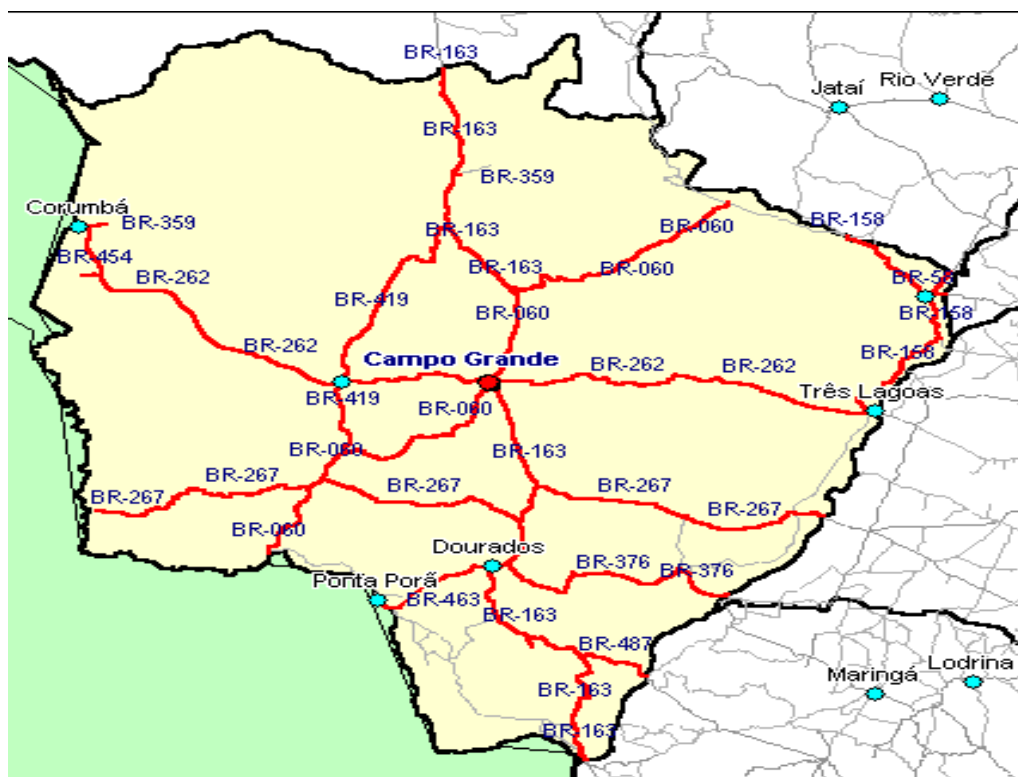 BR-163
Rio Verde
Jataí
BR-163
BR-359
Corumbá
BR-359
BR-163
BR-060
BR-158
BR-454
BR-262
BR-163
BR-060
BR-58
BR-419
BR-060
BR-158
BR-262
Campo Grande
BR-262
BR-262
BR-158
BR-419
BR-060
Três Lagoas
BR-060
BR-163
BR-267
BR-267
BR-267
BR-267
BR-267
BR-060
Dourados
BR-376
BR-376
Ponta Porã
BR-463
BR-163
BR-487
Lodrina
Maringá
BR-163
BR-163